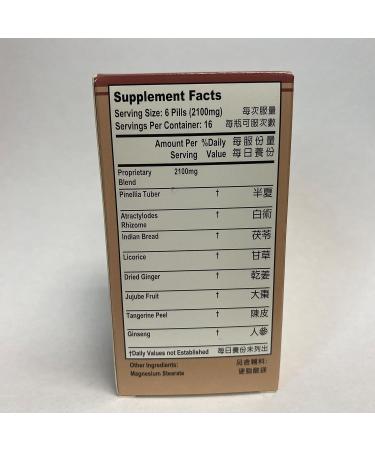 Supplement Facts
Serving Size: 6 Pills (2100mg) 每次服量
Servings Per Container: 16 每瓶可服次數
Amount Per Serving %Daily Value 每服份量 每日養份
Proprietary Blend 2100mg
Pinellia Tuber † 半夏
Atractylodes Rhizome † 白術
Indian Bread † 茯苓
Licorice † 甘草
Dried Ginger † 乾姜
Jujube Fruit † 大棗
Tangerine Peel † 陳皮
Ginseng † 人參
†Daily Values not Established 每日養份未列出
Other Ingredients:
Magnesium Stearate